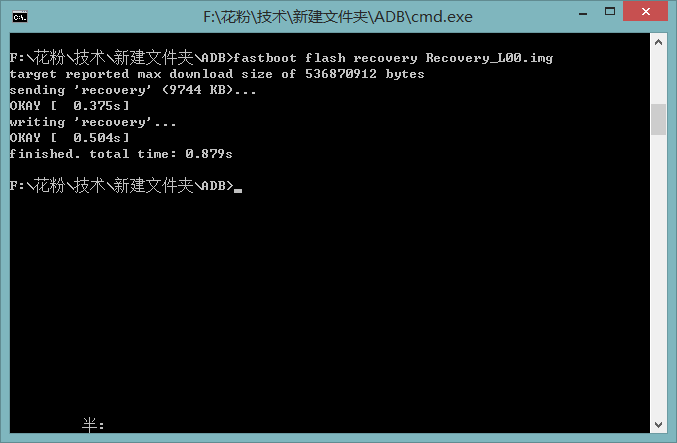 F:\花粉\技术\新建文件夹\ADB\cmd.exe
F:\花粉\技术\新建文件夹\ADB>fastboot flash recovery Recovery_L00.img
target reported max download size of 536870912 bytes
sending 'recovery' (9744 KB)...
OKAY [  0.375s]
writing 'recovery'...
OKAY [  0.504s]
finished. total time: 0.879s
F:\花粉\技术\新建文件夹\ADB>
半: